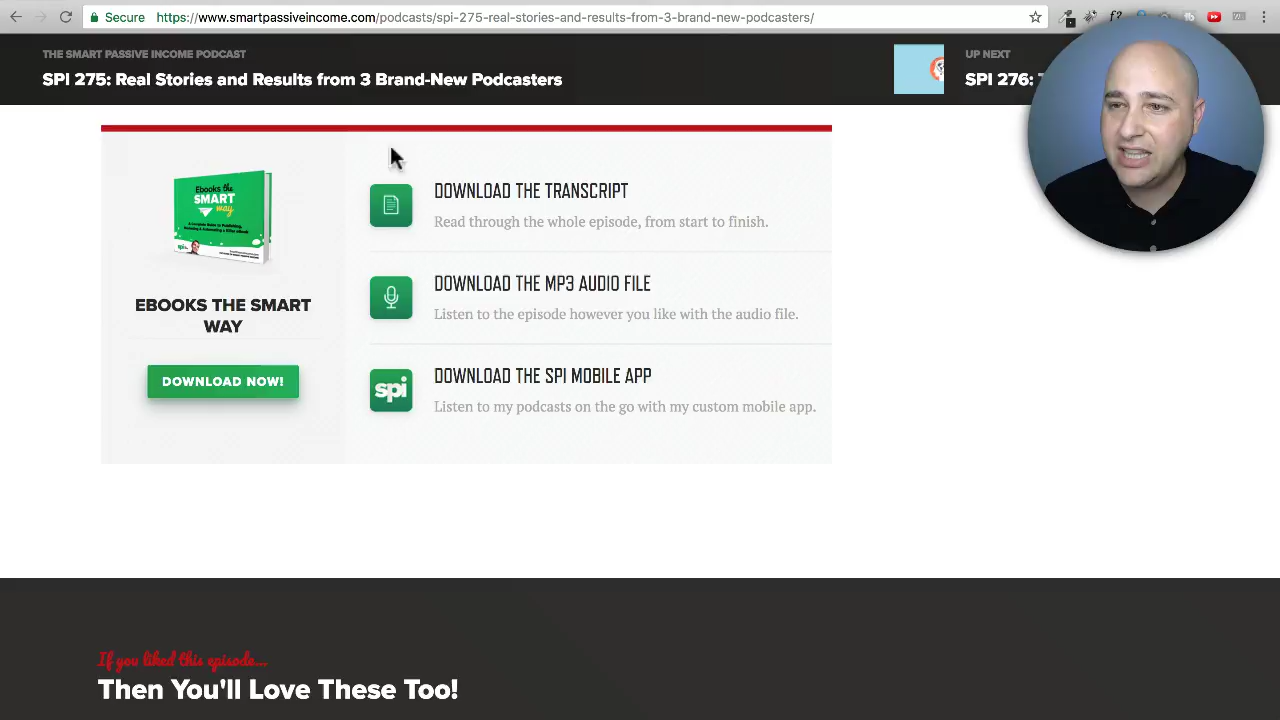 Secure https://www.smartpassiveincome.com/podcasts/spi-275-real-stories-and-results-from-3-brand-new-podcasters/
THE SMART PASSIVE INCOME PODCAST
SPI 275: Real Stories and Results from 3 Brand-New Podcasters
UP NEXT
SPI 276:
Ebooks the
SMART
way
EBOOKS THE SMART
WAY
DOWNLOAD NOW!
DOWNLOAD THE TRANSCRIPT
Read through the whole episode, from start to finish.
DOWNLOAD THE MP3 AUDIO FILE
Listen to the episode however you like with the audio file.
spi
DOWNLOAD THE SPI MOBILE APP
Listen to my podcasts on the go with my custom mobile app.
If you liked this episode...
Then You'll Love These Too!